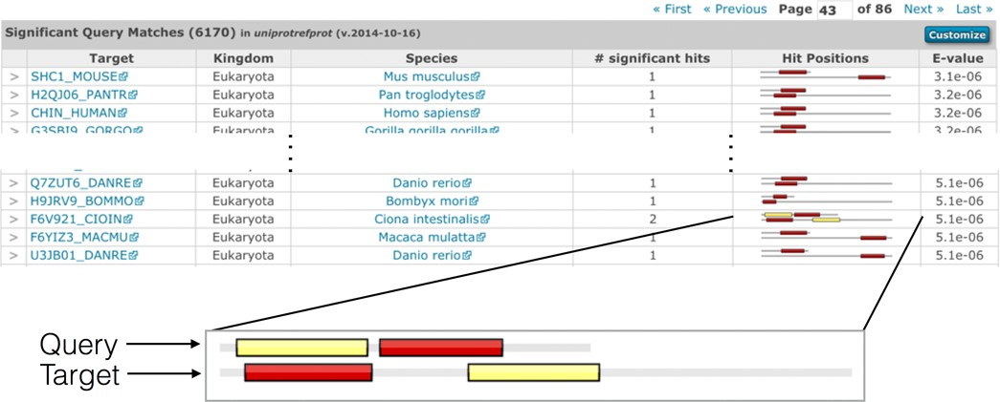 « First « Previous Page 43 of 86 Next » Last »
Significant Query Matches (6170) in uniprotrefprot (v.2014-10-16) Customize
Target Kingdom Species # significant hits Hit Positions E-value
> SHC1_MOUSE Eukaryota Mus musculus 1 3.1e-06
> H2QJ06_PANTR Eukaryota Pan troglodytes 1 3.2e-06
> CHIN_HUMAN Eukaryota Homo sapiens 1 3.2e-06
> G3SBI9_GORGO Eukaryota Gorilla gorilla gorilla 1 3.2e-06
> Q7ZUT6_DANRE Eukaryota Danio rerio 1 5.1e-06
> H9JRV9_BOMMO Eukaryota Bombyx mori 1 5.1e-06
> F6V921_CIOIN Eukaryota Ciona intestinalis 2 5.1e-06
> F6YIZ3_MACMU Eukaryota Macaca mulatta 1 5.1e-06
> U3JB01_DANRE Eukaryota Danio rerio 1 5.1e-06
Query
Target